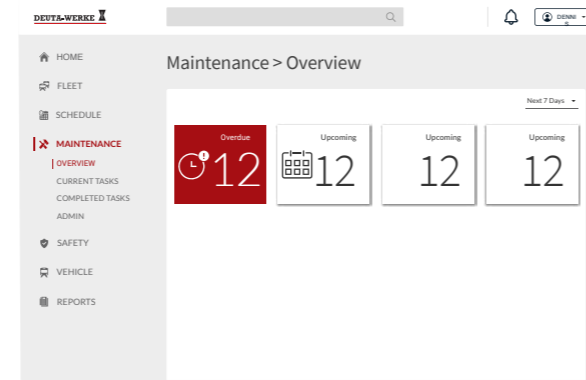 DEUTA-WERKE
DENNI
S
HOME
FLEET
SCHEDULE
MAINTENANCE
OVERVIEW
CURRENT TASKS
COMPLETED TASKS
ADMIN
SAFETY
VEHICLE
REPORTS
Maintenance > Overview
Next 7 Days
Overdue
12
Upcoming
12
Upcoming
12
Upcoming
12